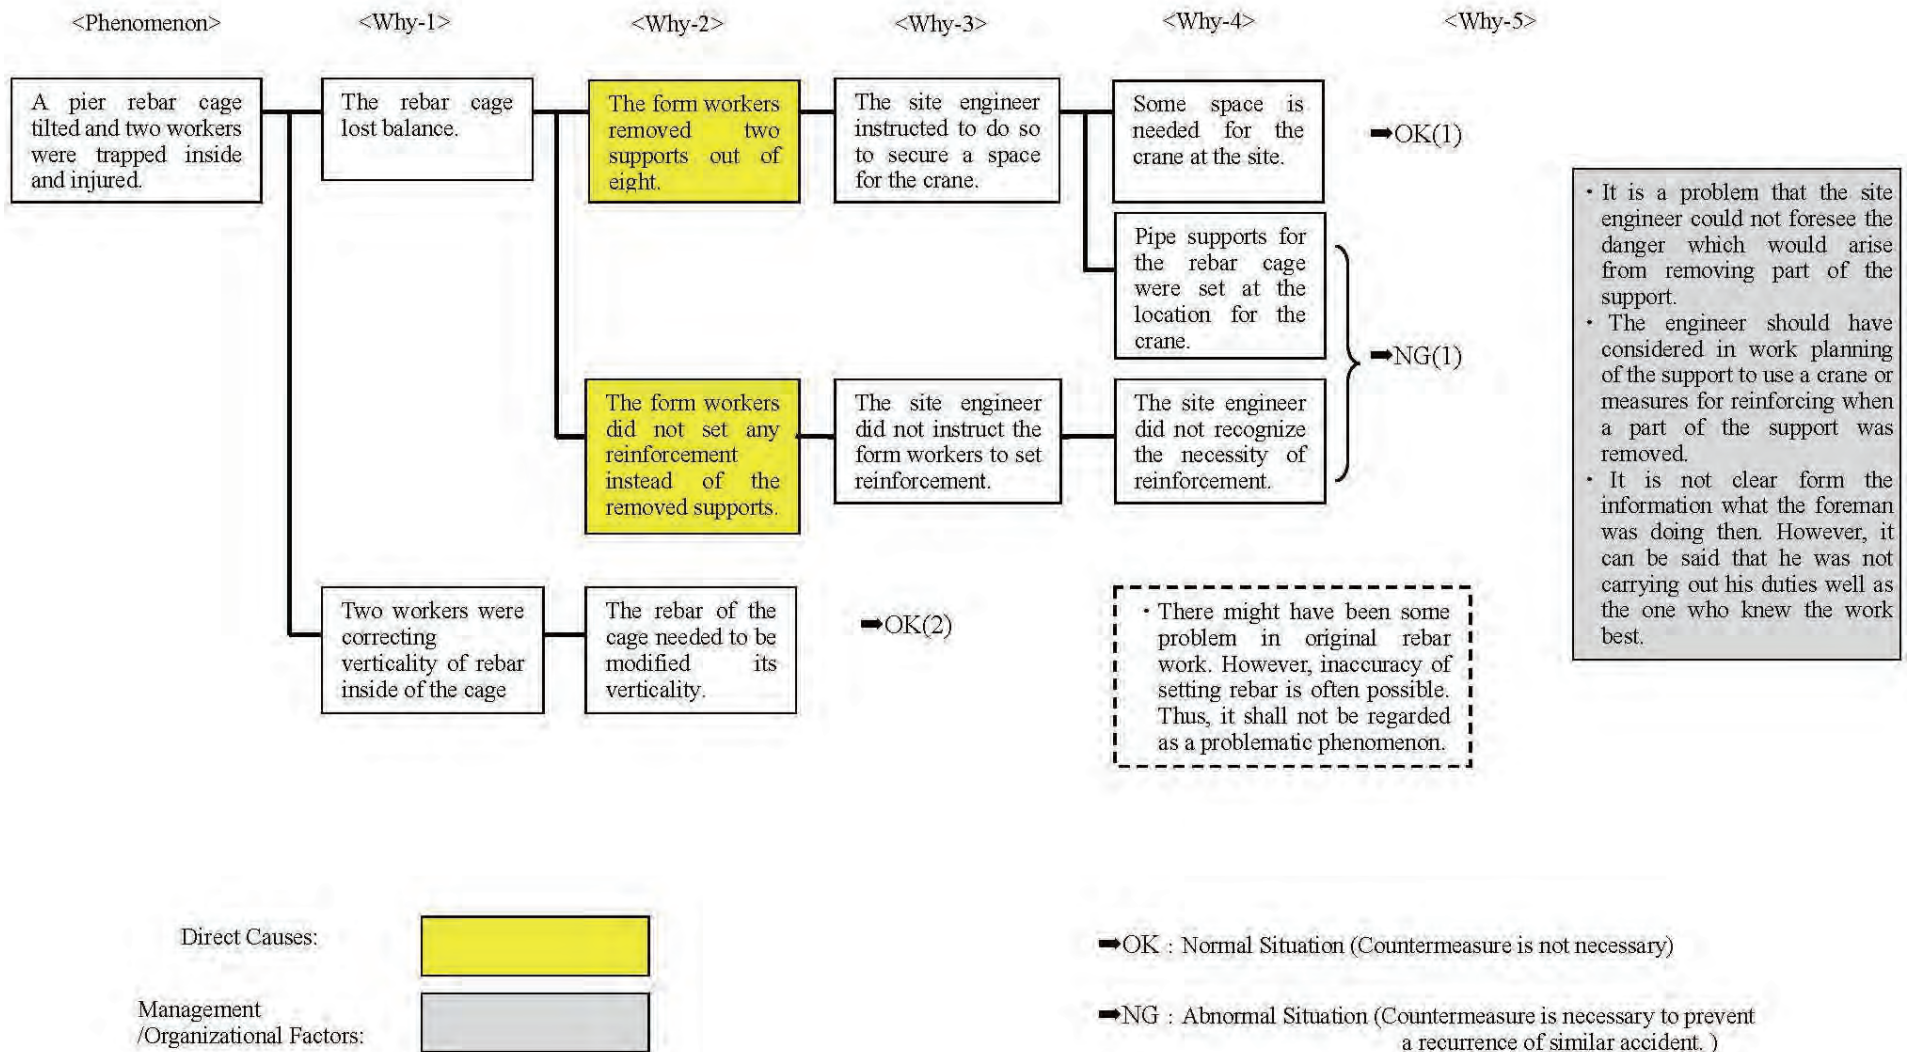 <Phenomenon>
<Why-1>
<Why-2>
<Why-3>
<Why-4>
<Why-5>
A pier rebar cage
tilted and two workers
were trapped inside
and injured.
The rebar cage
lost balance.
The form workers
removed two
supports out of
eight.
The site engineer
instructed to do so
to secure a space
for the crane.
Some space is
needed for the
crane at the site.
➡OK(1)
Pipe supports for
the rebar cage
were set at the
location for the
crane.
➡NG(1)
The form workers
did not set any
reinforcement
instead of the
removed supports.
The site engineer
did not instruct the
form workers to set
reinforcement.
The site engineer
did not recognize
the necessity of
reinforcement.
・It is a problem that the site
engineer could not foresee the
danger which would arise
from removing part of the
support.
・ The engineer should have
considered in work planning
of the support to use a crane or
measures for reinforcing when
a part of the support was
removed.
・It is not clear form the
information what the foreman
was doing then. However, it
can be said that he was not
carrying out his duties well as
the one who knew the work
best.
Two workers were
correcting
verticality of rebar
inside of the cage
The rebar of the
cage needed to be
modified its
verticality.
➡OK(2)
・There might have been some
problem in original rebar
work. However, inaccuracy of
setting rebar is often possible.
Thus, it shall not be regarded
as a problematic phenomenon.
Direct Causes:
Management
/Organizational Factors:
➡OK : Normal Situation (Countermeasure is not necessary)
➡NG : Abnormal Situation (Countermeasure is necessary to prevent
a recurrence of similar accident. )